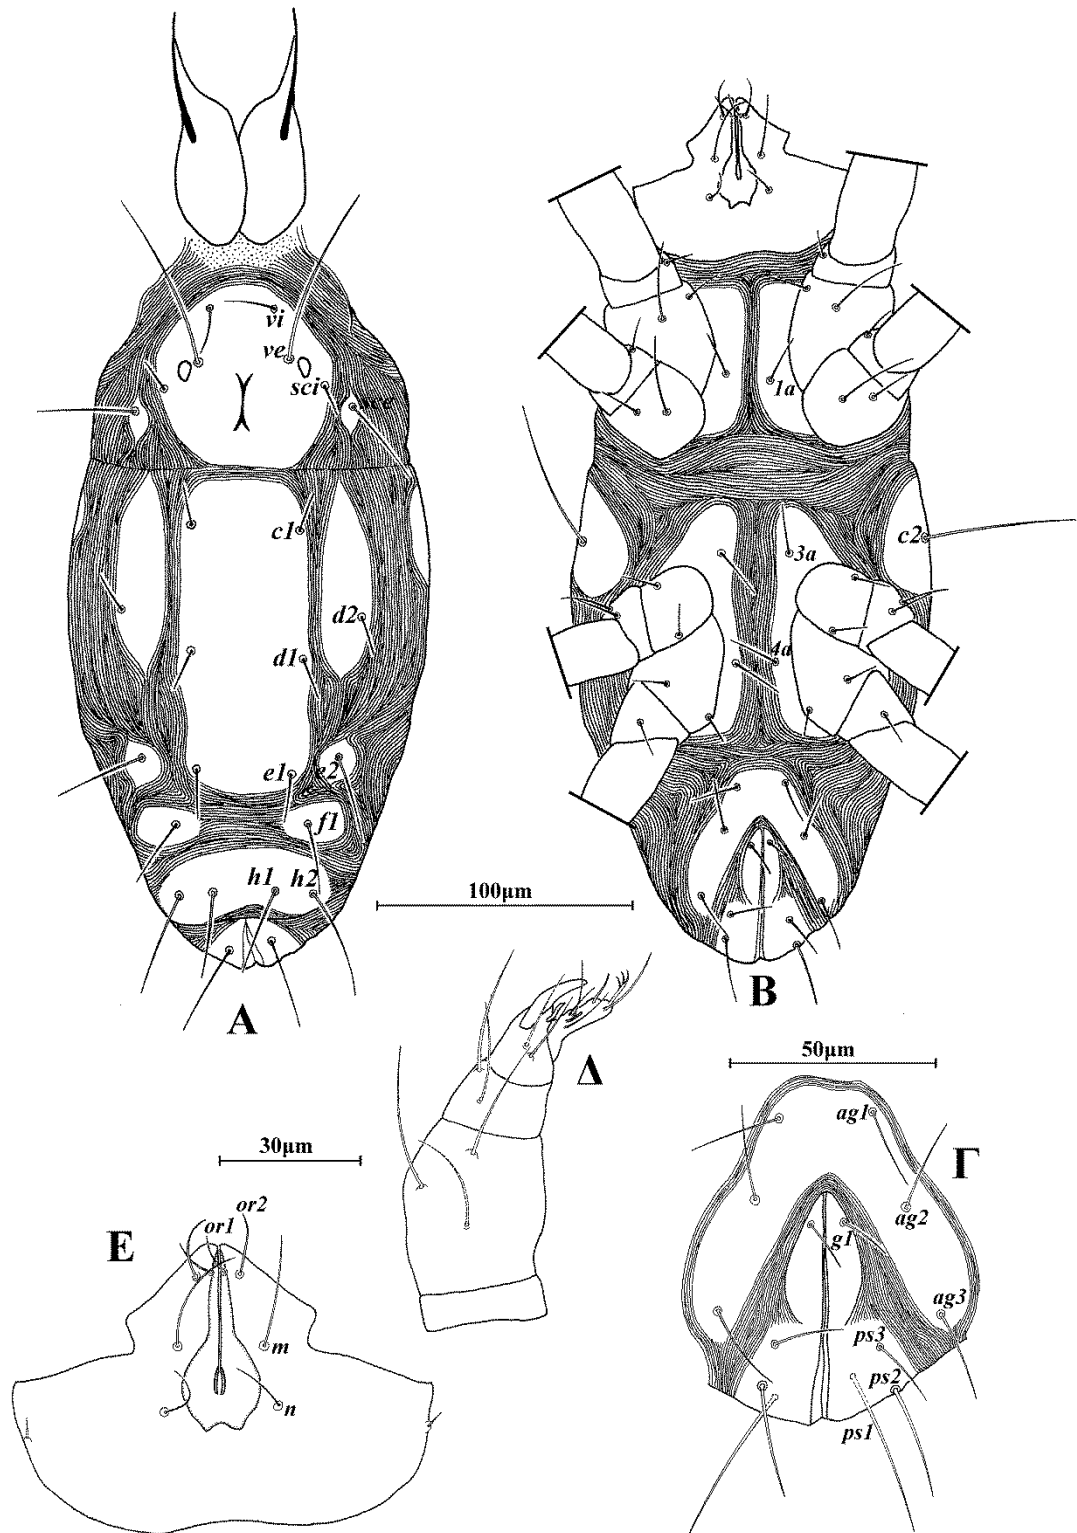 vi
ve
sci
sce
c1
d2
d1
e1
e2
f1
h1
h2
A
1a
c2
3a
4a
B
100μm
Δ
50μm
ag1
Γ
ag2
g1
ag3
ps3
ps2
ps1
30μm
or2
or1
E
m
n